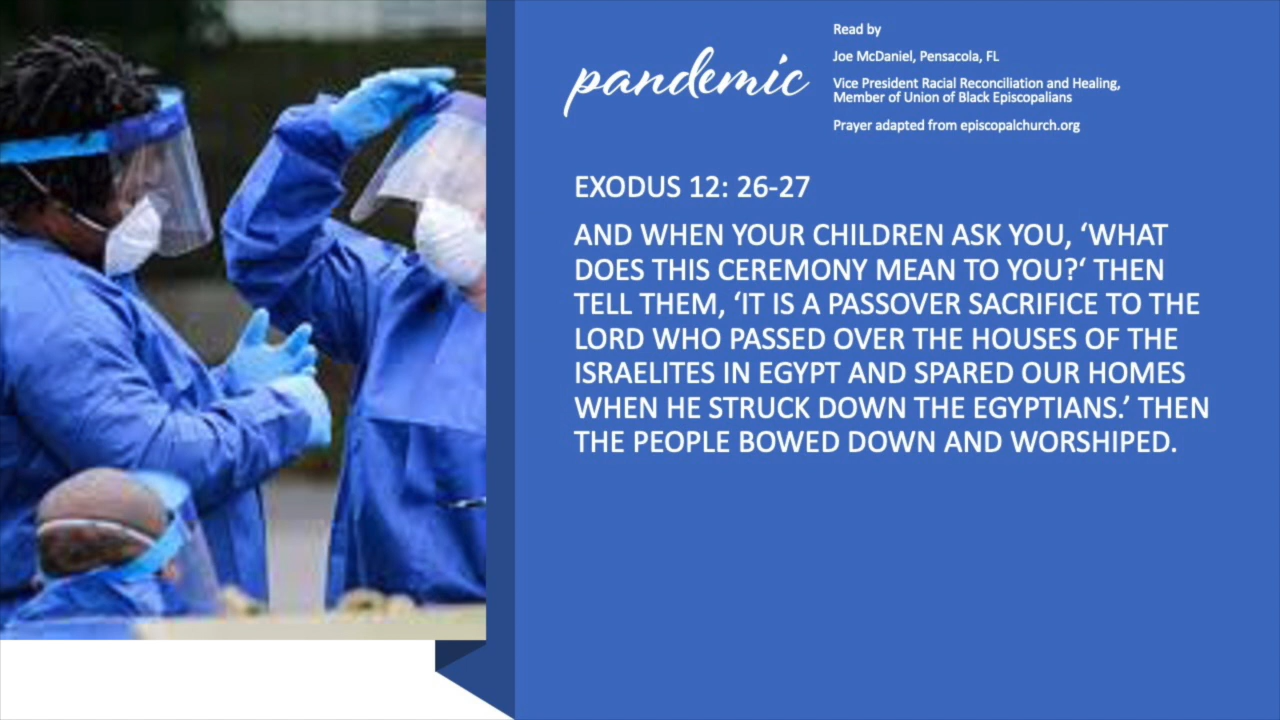 pandemic
Read by
Joe McDaniel, Pensacola, FL
Vice President Racial Reconciliation and Healing,
Member of Union of Black Episcopalians
Prayer adapted from episcopalchurch.org
EXODUS 12: 26-27
AND WHEN YOUR CHILDREN ASK YOU, ‘WHAT
DOES THIS CEREMONY MEAN TO YOU?‘ THEN
TELL THEM, ‘IT IS A PASSOVER SACRIFICE TO THE
LORD WHO PASSED OVER THE HOUSES OF THE
ISRAELITES IN EGYPT AND SPARED OUR HOMES
WHEN HE STRUCK DOWN THE EGYPTIANS.’ THEN
THE PEOPLE BOWED DOWN AND WORSHIPED.